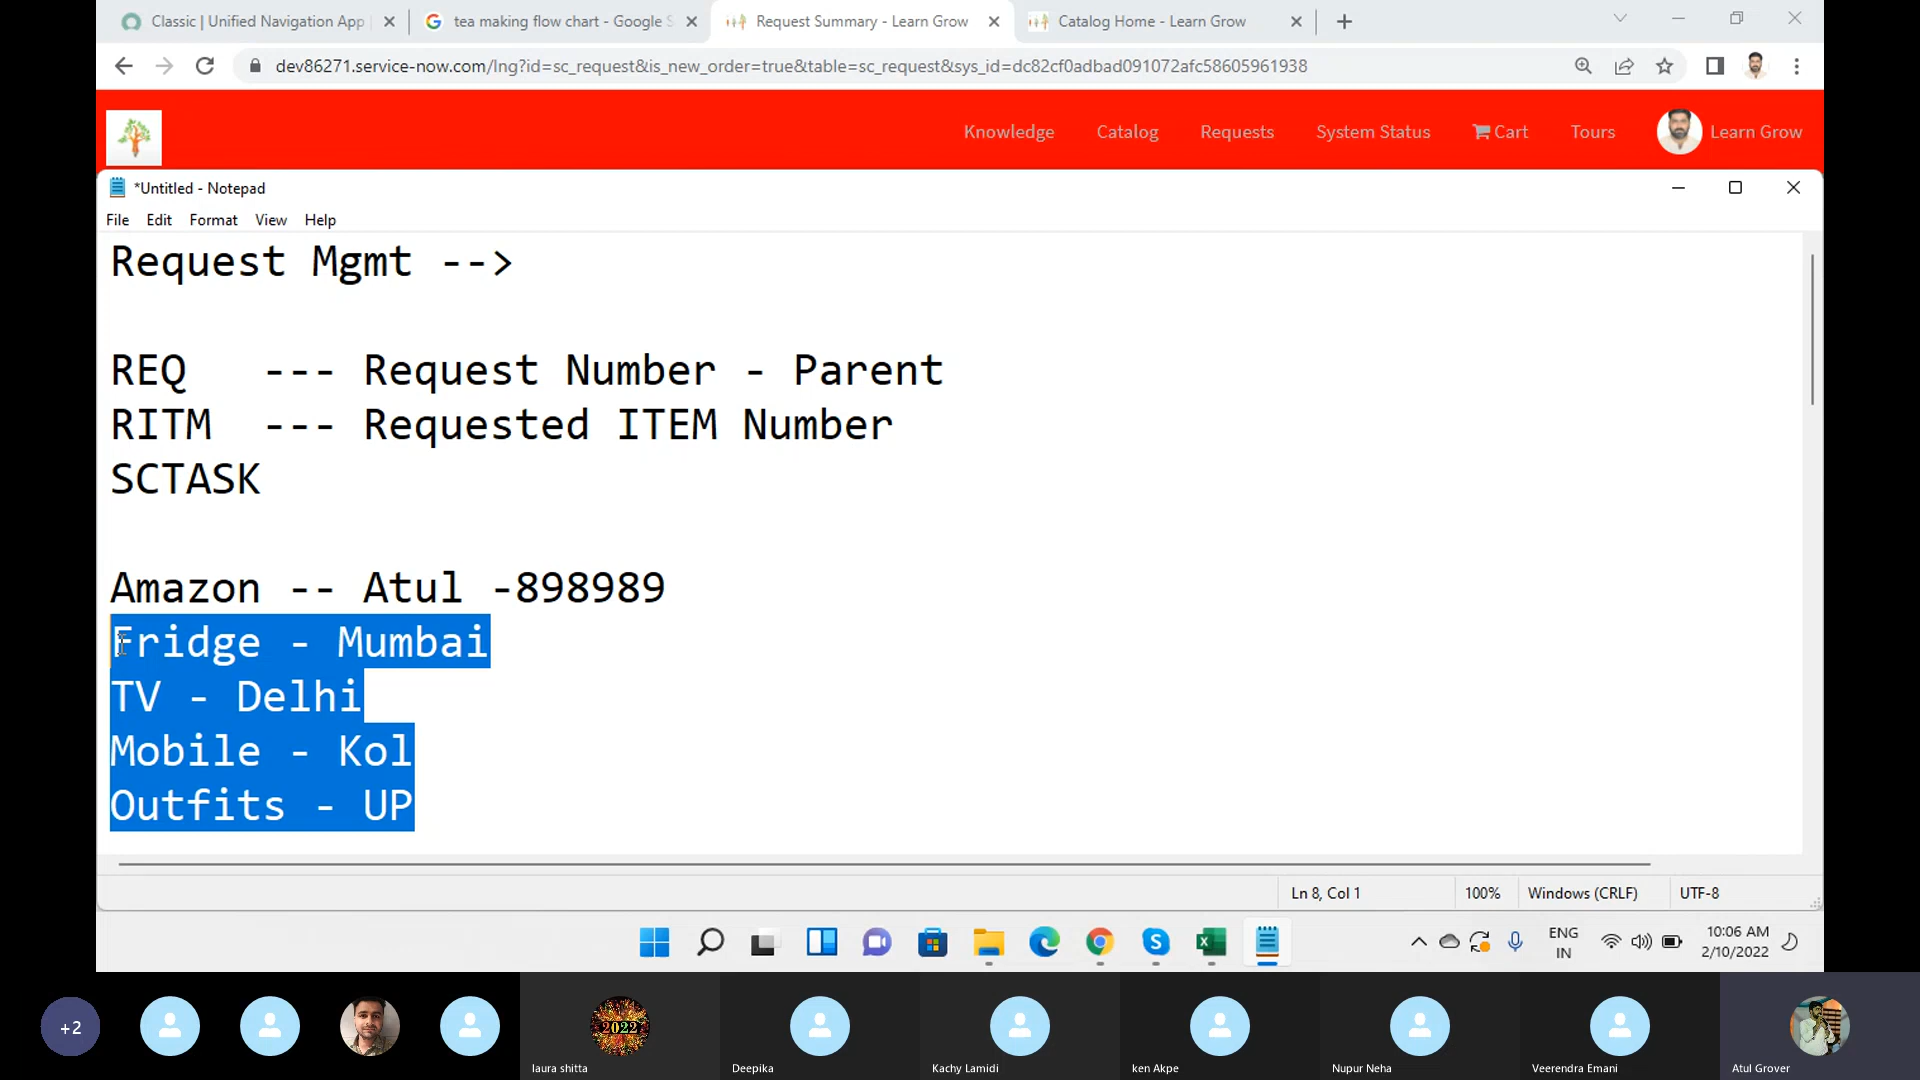 Classic | Unified Navigation App
tea making flow chart - Google S
Request Summary - Learn Grow
Catalog Home - Learn Grow
dev86271.service-now.com/lng?id=sc_request&is_new_order=true&table=sc_request&sys_id=dc82cf0adbad091072afc58605961938
Knowledge
Catalog
Requests
System Status
Cart
Tours
Learn Grow
*Untitled - Notepad
File Edit Format View Help
Request Mgmt -->
REQ --- Request Number - Parent
RITM --- Requested ITEM Number
SCTASK
Amazon -- Atul -898989
Fridge - Mumbai
TV - Delhi
Mobile - Kol
Outfits - UP
Ln 8, Col 1
100%
Windows (CRLF)
UTF-8
ENG
IN
10:06 AM
2/10/2022
+2
2022
laura shitta
Deepika
Kachy Lamidi
ken Akpe
Nupur Neha
Veerendra Emani
Atul Grover